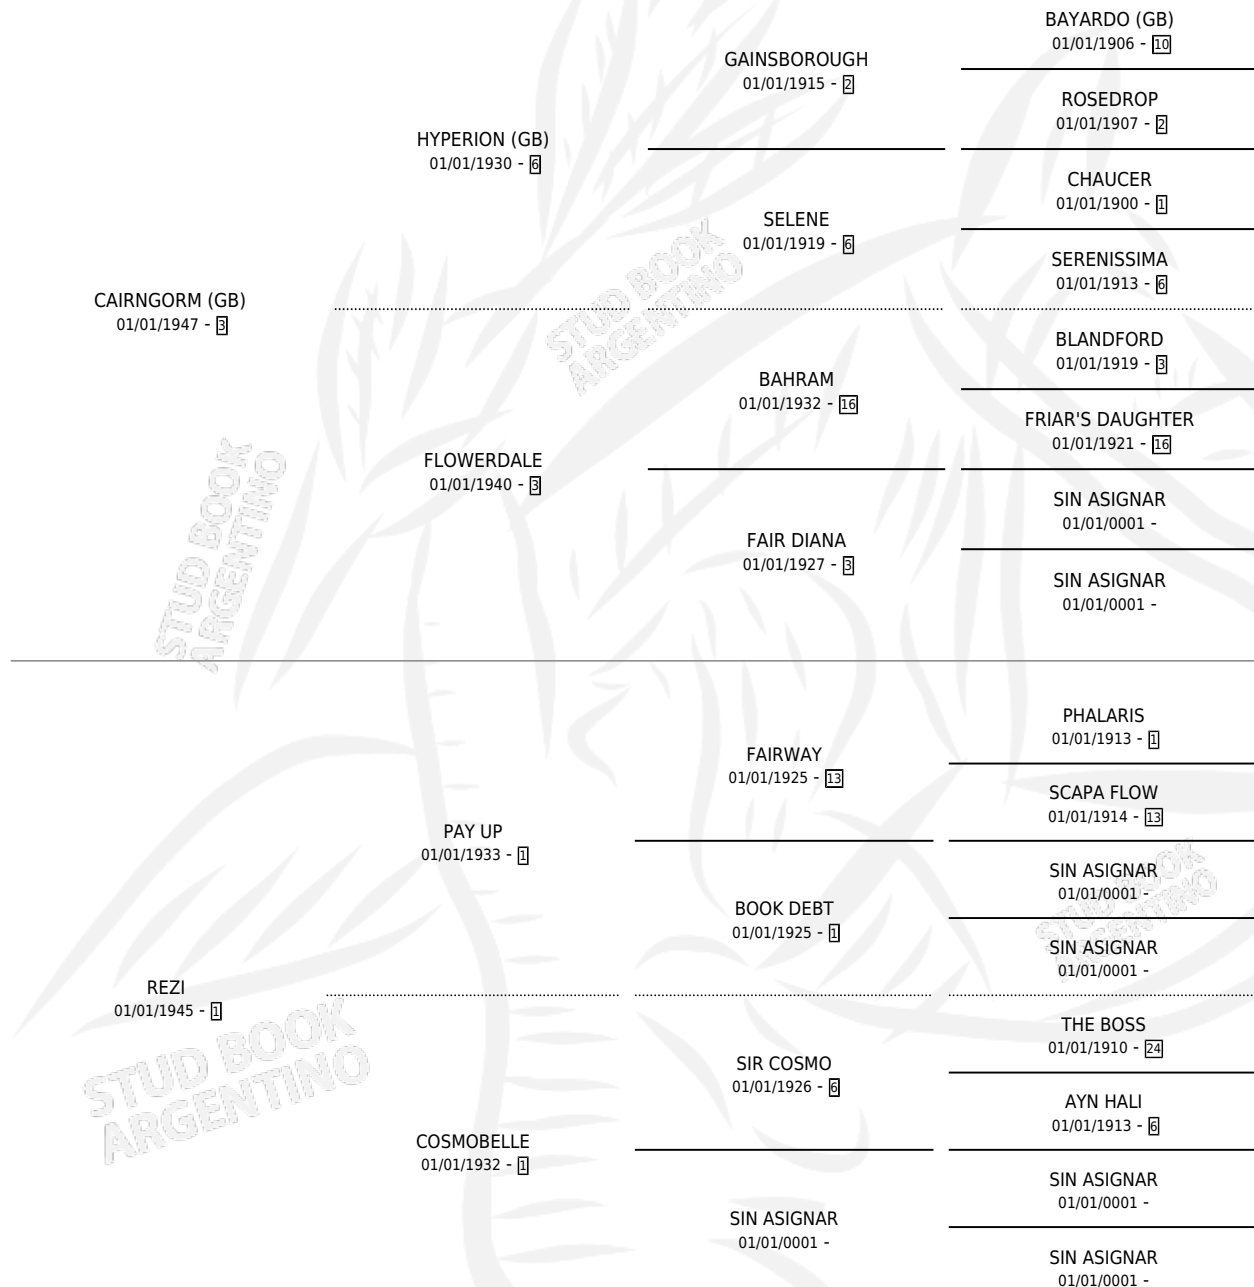 BAYARDO (GB)
01/01/1906 - 10
GAINSBOROUGH
01/01/1915 - 2
ROSEDROP
01/01/1907 - 2
HYPERION (GB)
01/01/1930 - 6
CHAUCER
01/01/1900 - 1
SELENE
01/01/1919 - 6
SERENISSIMA
01/01/1913 - 6
CAIRNGORM (GB)
01/01/1947 - 3
BLANDFORD
01/01/1919 - 3
BAHRAM
01/01/1932 - 16
FRIAR'S DAUGHTER
01/01/1921 - 16
FLOWERDALE
01/01/1940 - 3
SIN ASIGNAR
01/01/0001 -
FAIR DIANA
01/01/1927 - 3
SIN ASIGNAR
01/01/0001 -
PHALARIS
01/01/1913 - 1
FAIRWAY
01/01/1925 - 13
SCAPA FLOW
01/01/1914 - 13
PAY UP
01/01/1933 - 1
SIN ASIGNAR
01/01/0001 -
BOOK DEBT
01/01/1925 - 1
SIN ASIGNAR
01/01/0001 -
REZI
01/01/1945 - 1
THE BOSS
01/01/1910 - 24
SIR COSMO
01/01/1926 - 6
AYN HALI
01/01/1913 - 6
COSMOBELLE
01/01/1932 - 1
SIN ASIGNAR
01/01/0001 -
SIN ASIGNAR
01/01/0001 -
SIN ASIGNAR
01/01/0001 -
STUD BOOK
ARGENTINO
STUD BOOK
ARGENTINO
STUD BOOK
ARGENTINO
STUD BOOK
ARGENTINO